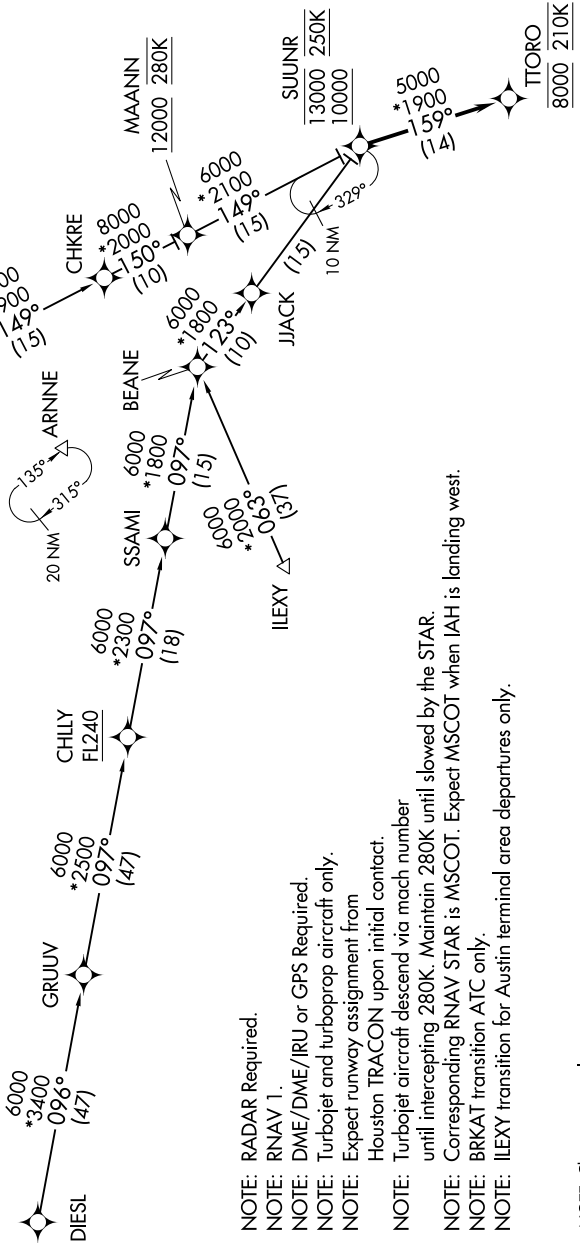 DIESL
6000
*3400
096°
(47)
GRUUV
6000
*2500
097°
(47)
CHLLY
FL240
6000
*2300
097°
(18)
SSAMI
6000
*1800
097°
(15)
BEANE
ILEXY
6000
*2000
063°
(37)
20 NM
135°
315°
ARNNE
149°
(15)
CHKRE
8000
*2000
150°
(10)
MAANN
12000 280K
6000
*2100
149°
(15)
6000
*1800
123°
(10)
JJACK
(15)
10 NM
329°
SUUNR
13000 250K
10000
5000
*1900
159°
(14)
TTORO
8000 210K
NOTE: RADAR Required.
NOTE: RNAV 1.
NOTE: DME/DME/IRU or GPS Required.
NOTE: Turbojet and turboprop aircraft only.
NOTE: Expect runway assignment from
Houston TRACON upon initial contact.
NOTE: Turbojet aircraft descend via mach number
until intercepting 280K. Maintain 280K until slowed by the STAR.
NOTE: Corresponding RNAV STAR is MSCOT. Expect MSCOT when IAH is landing west.
NOTE: BRKAT transition ATC only.
NOTE: ILEXY transition for Austin terminal area departures only.